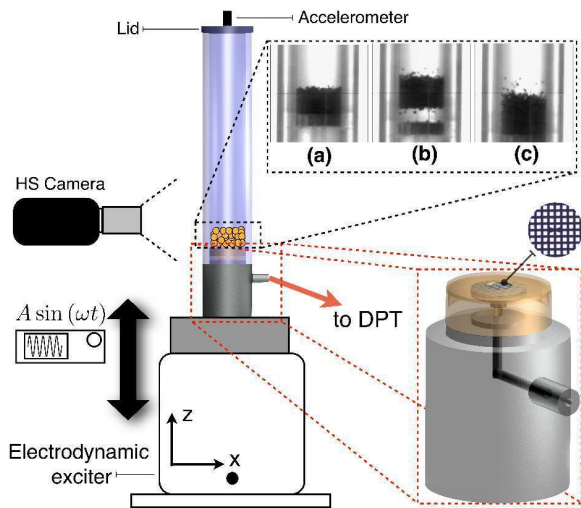 Accelerometer
Lid
(a)
(b)
(c)
HS Camera
A sin (ωt)
to DPT
z
x
Electrodynamic
exciter